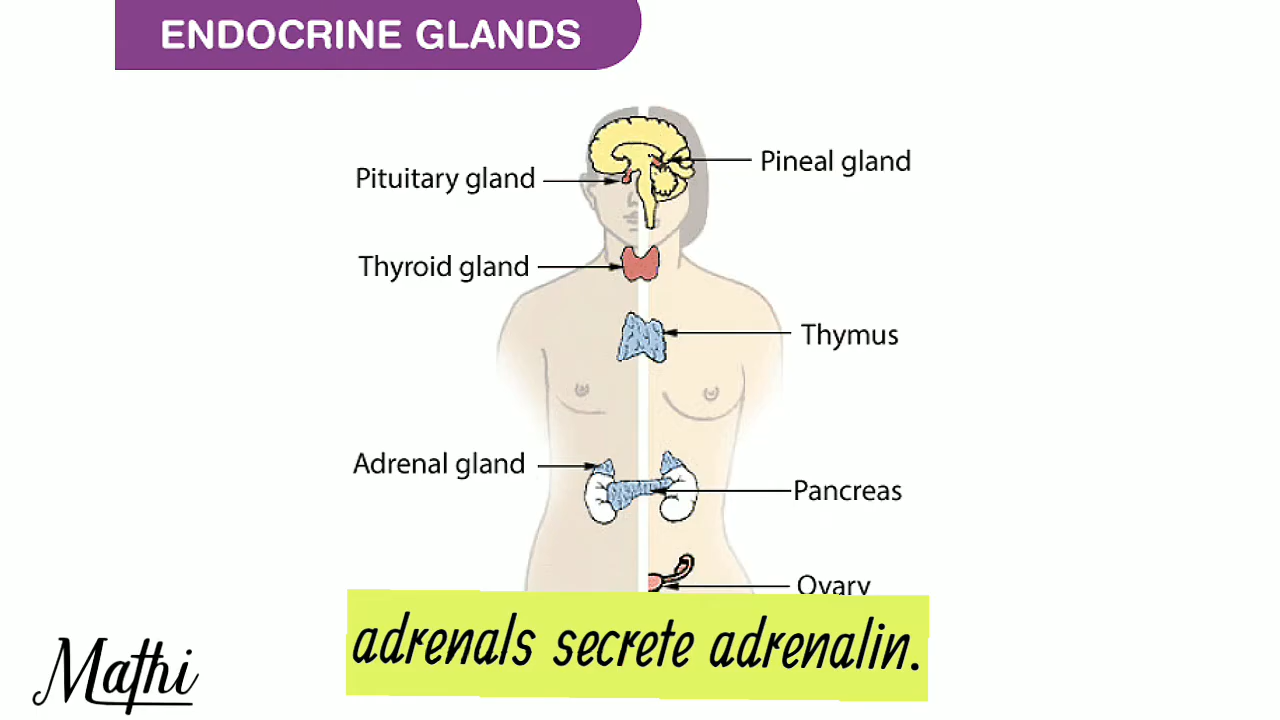 ENDOCRINE GLANDS
Pineal gland
Pituitary gland
Thyroid gland
Thymus
Adrenal gland
Pancreas
Ovary
adrenals secrete adrenalin.
Mathi